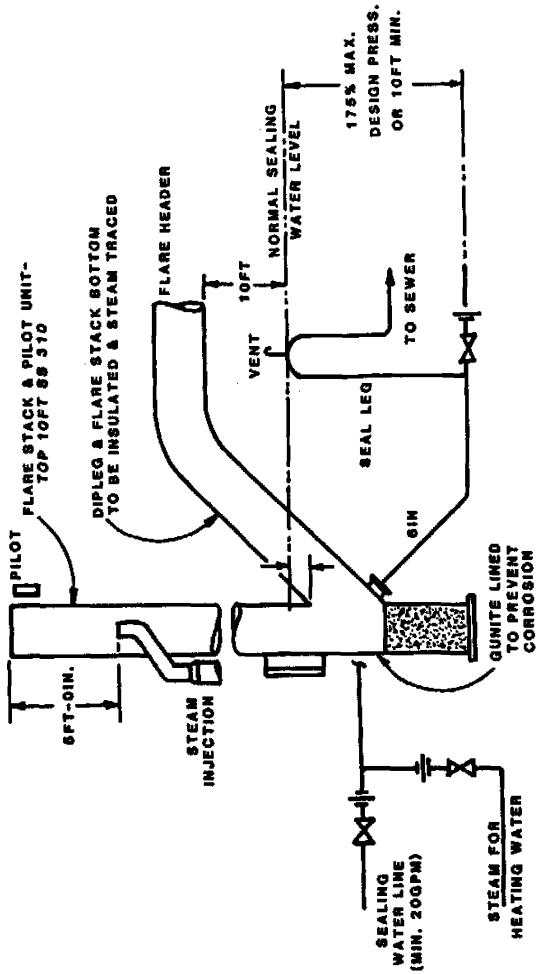 PILOT
FLARE STACK & PILOT UNIT-
TOP 10FT SS 310
5FT-0IN.
DIPLEG & FLARE STACK BOTTOM
TO BE INSULATED & STEAM TRACED
FLARE HEADER
STEAM
INJECTION
10FT
NORMAL SEALING
WATER LEVEL
VENT
175% MAX.
DESIGN PRESS.
OR 10FT MIN.
SEAL LEG
TO SEWER
6IN
SEALING
WATER LINE
(MIN. 20GPM)
STEAM FOR
HEATING WATER
GUNITE LINED
TO PREVENT
CORROSION